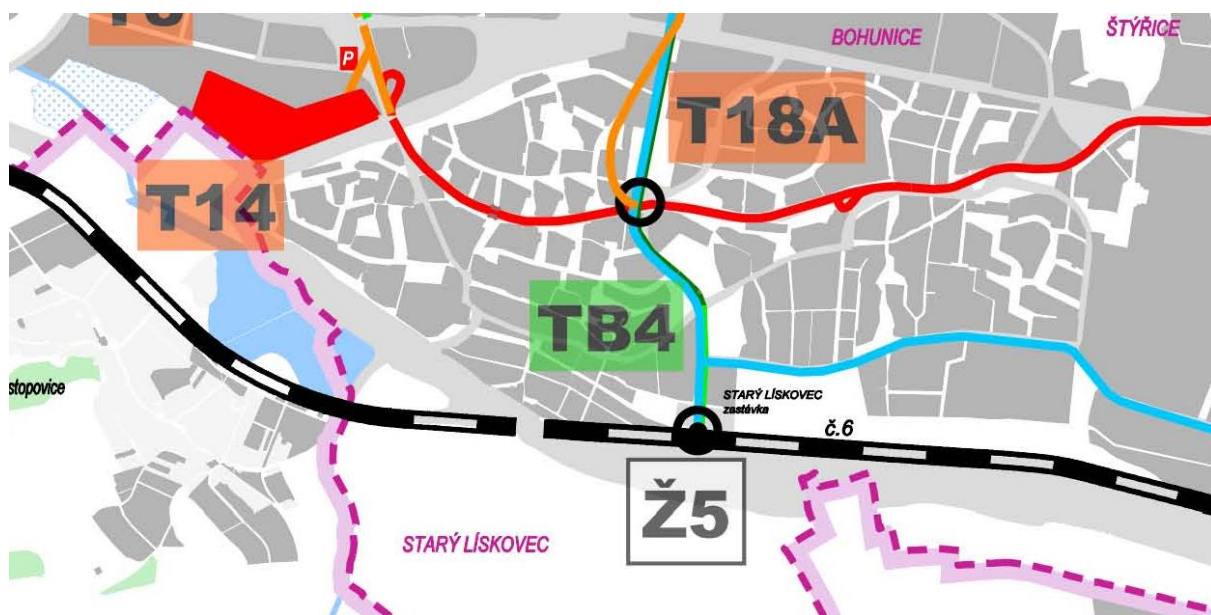 P
BOHUNICE
ŠTÝŘICE
T18A
T14
TB4
stopovice
STARÝ LÍSKOVEC
zastávka
č.6
Ž5
STARÝ LÍSKOVEC